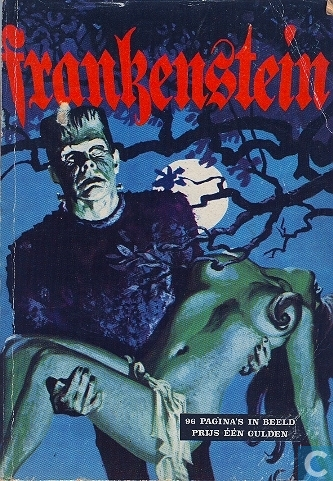 frankenstein
96 PAGINA'S IN BEELD
PRIJS ÉÉN GULDEN
C